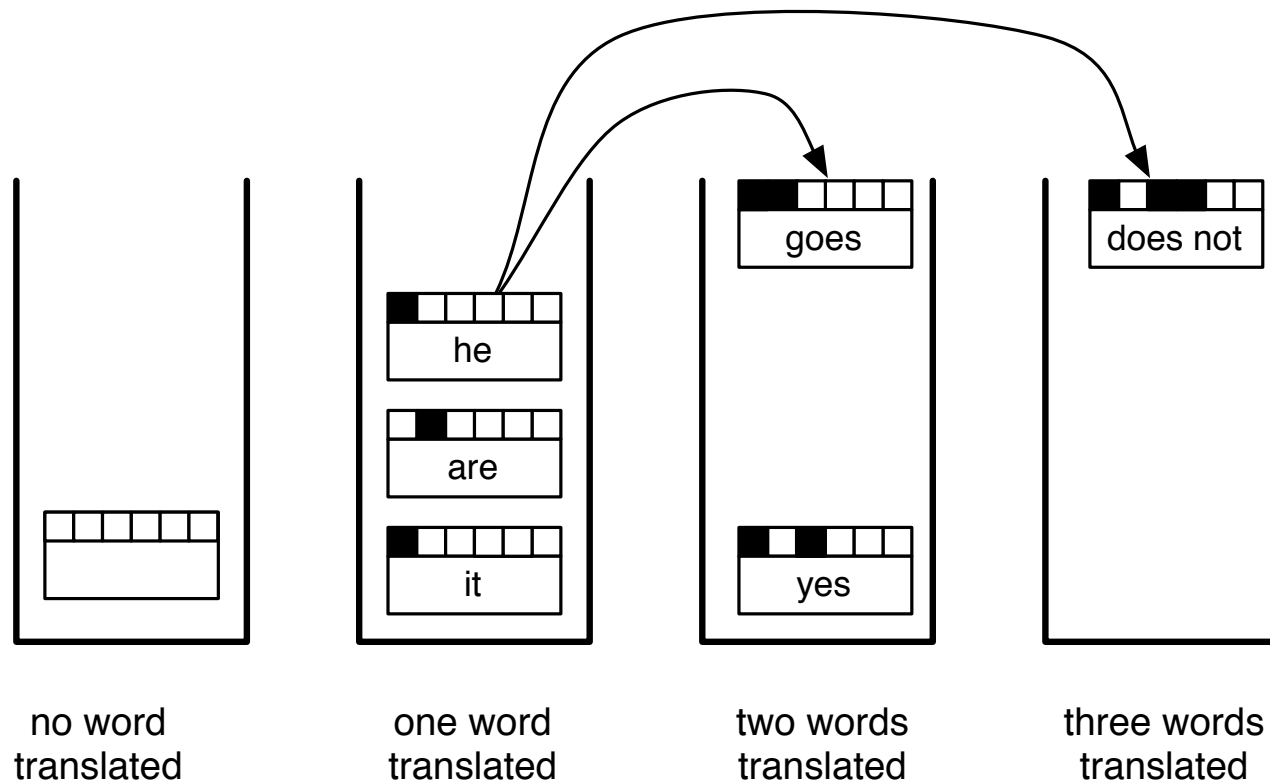 goes
does not
he
are
it
yes
no word
translated
one word
translated
two words
translated
three words
translated